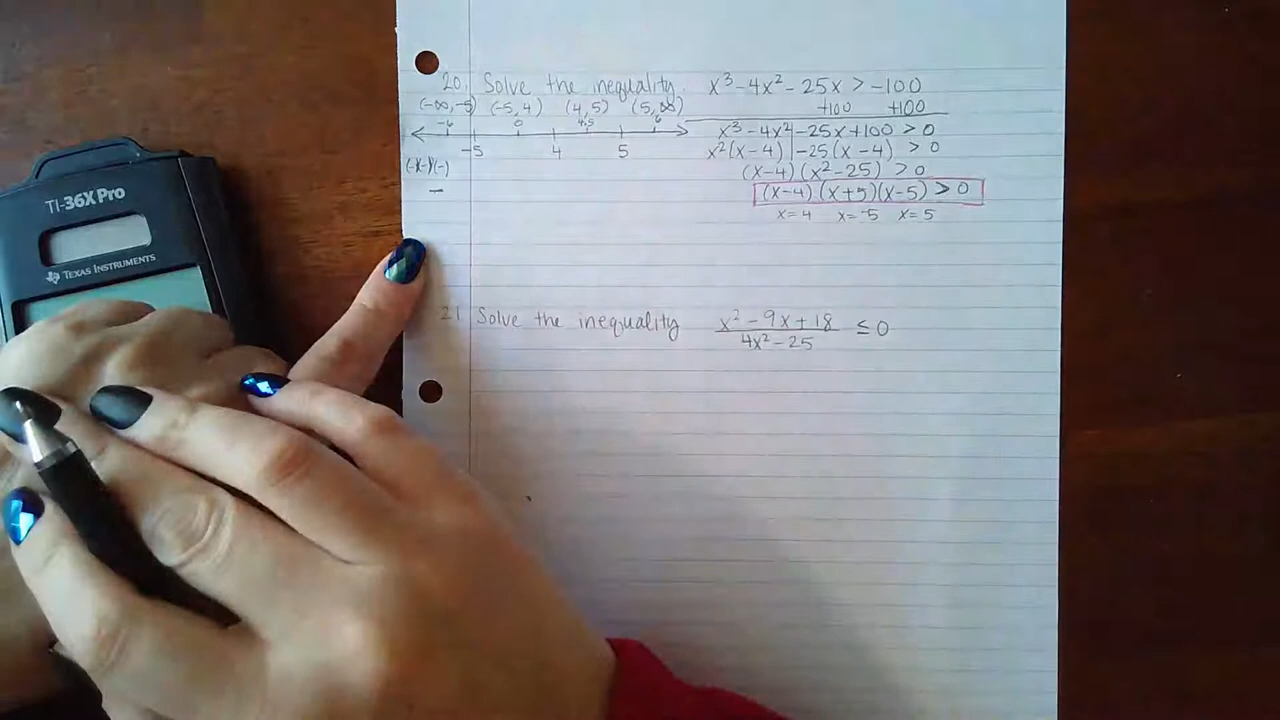 20. Solve the inequality. x³ - 4x² - 25x > -100
(-∞, -5) (-5, 4) (4, 5) (5, ∞) +100 +100
-6 0 4.5 6
-5 4 5
x³ - 4x² - 25x + 100 > 0
x²(x - 4) - 25(x - 4) > 0
(-)(-)(-)
-
(x-4)(x² - 25) > 0
(x-4)(x+5)(x-5) > 0
x=4 x=-5 x=5
TI-36X Pro
TEXAS INSTRUMENTS
21 Solve the inequality x² - 9x + 18 ≤ 0
4x² - 25